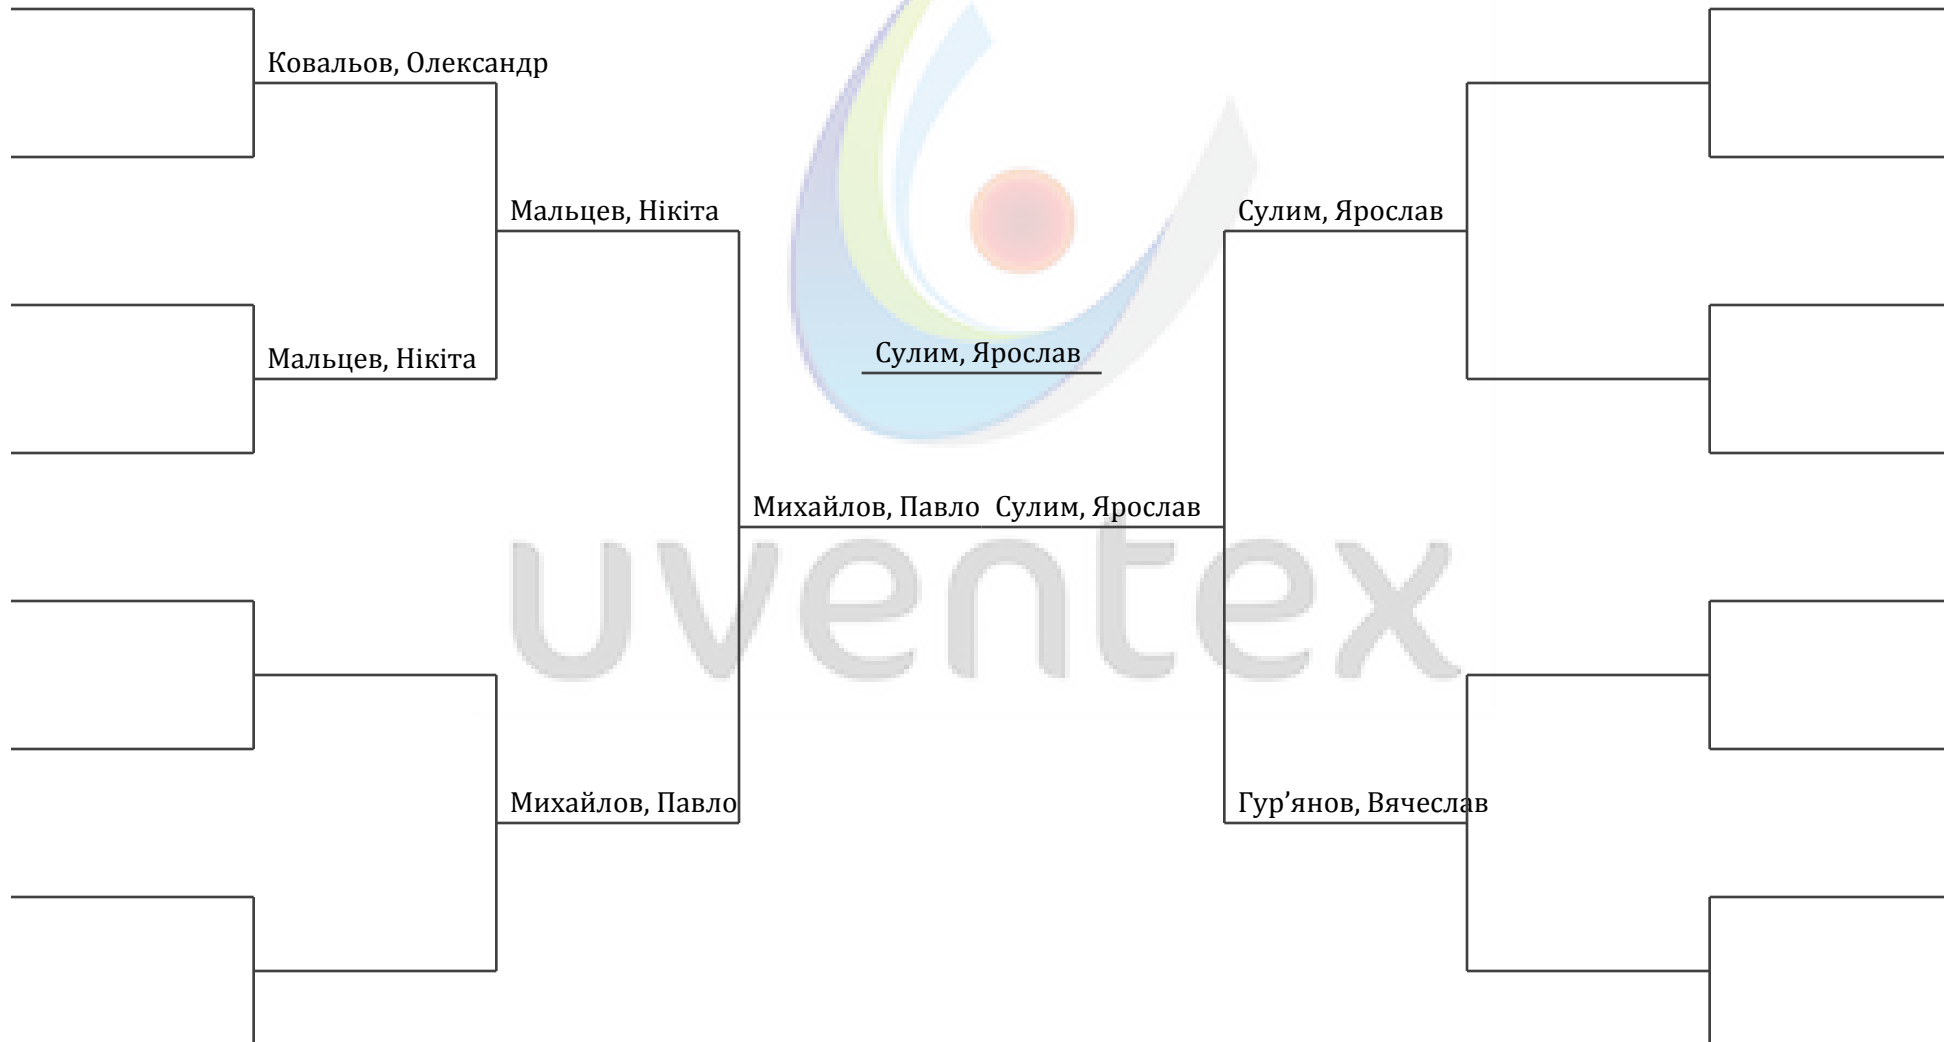 Ковальов, Олександр
Мальцев, Нікіта
Сулим, Ярослав
Сулим, Ярослав
Мальцев, Нікіта
Михайлов, Павло
Сулим, Ярослав
uventex
Михайлов, Павло
Гур’янов, Вячеслав